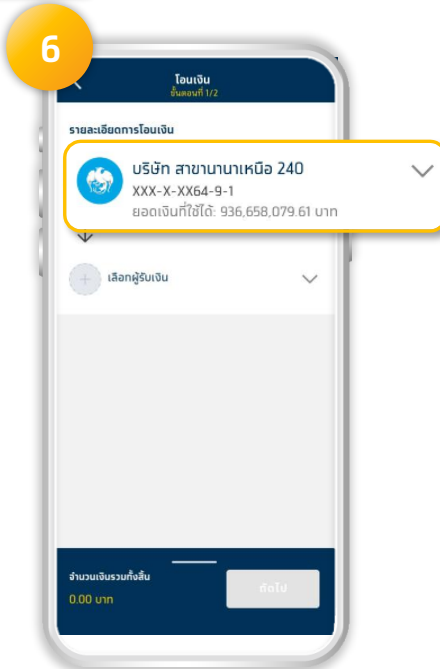 6
โอนเงิน
ขั้นตอนที่ 1/2
รายละเอียดการโอนเงิน
บริษัท สาขานานาเหนือ 240
XXX-X-XX64-9-1
ยอดเงินที่ใช้ได้: 936,658,079.61 บาท
เลือกผู้รับเงิน
จำนวนเงินรวมทั้งสิ้น
0.00 บาท
ถัดไป